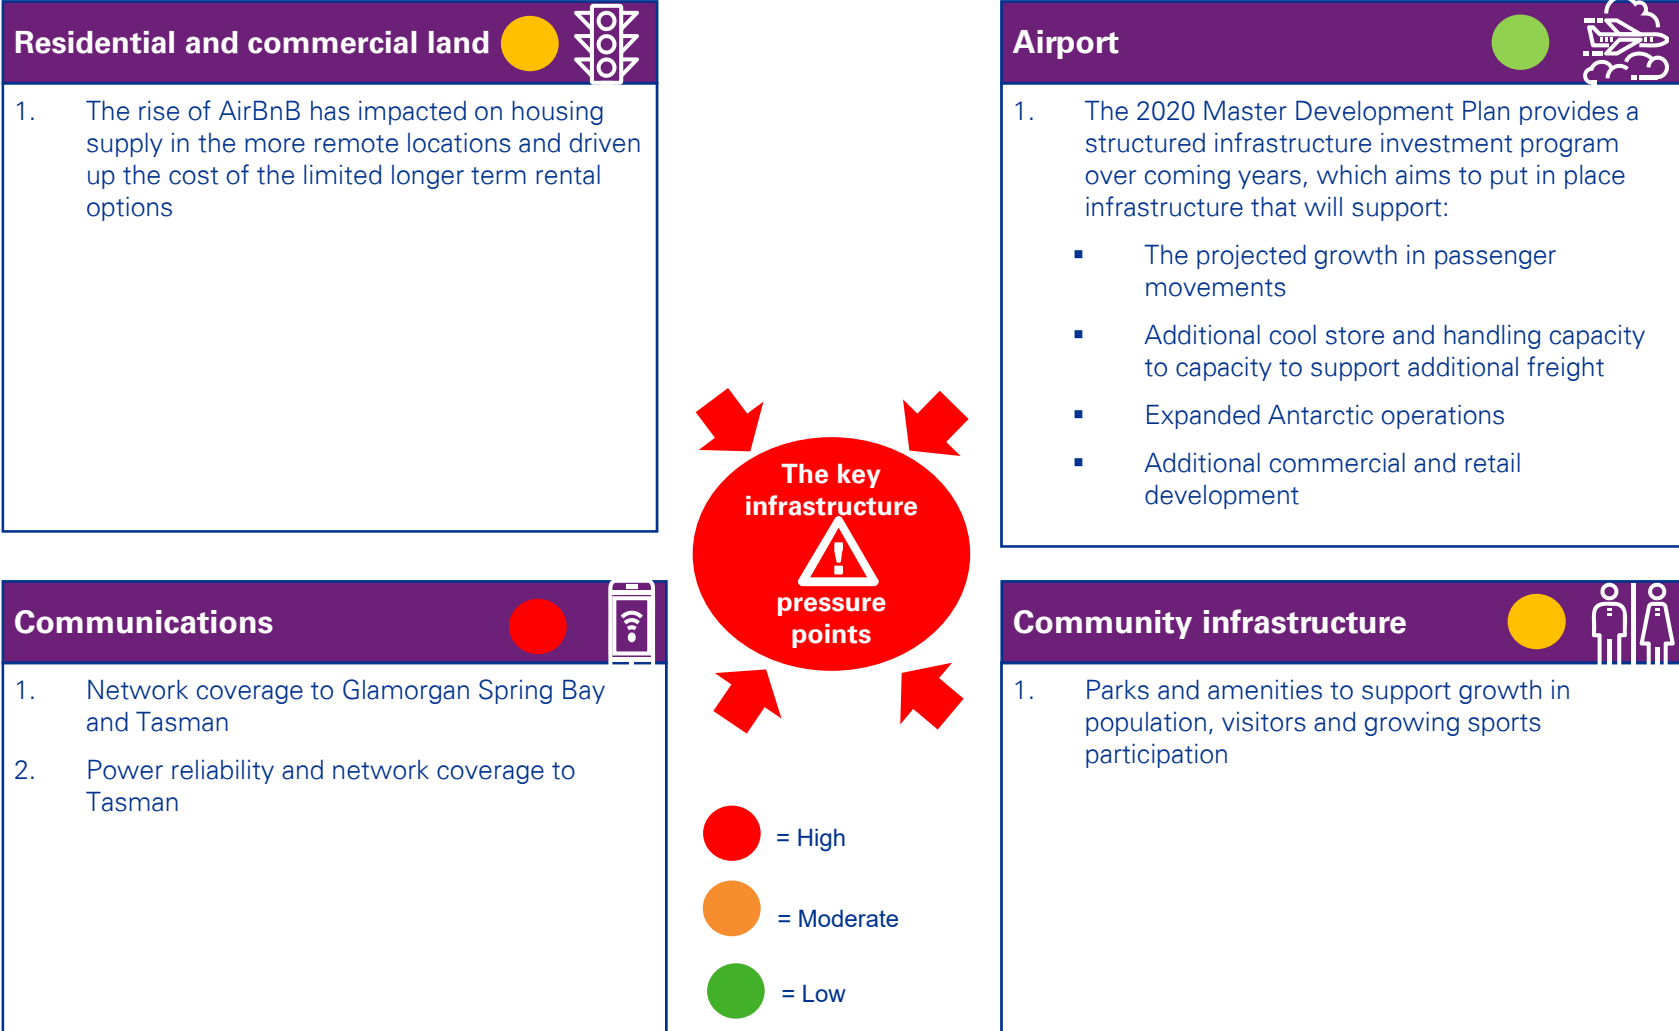 Residential and commercial land
1. The rise of AirBnB has impacted on housing
supply in the more remote locations and driven
up the cost of the limited longer term rental
options
Airport
1. The 2020 Master Development Plan provides a
structured infrastructure investment program
over coming years, which aims to put in place
infrastructure that will support:
▪ The projected growth in passenger
movements
▪ Additional cool store and handling capacity
to capacity to support additional freight
▪ Expanded Antarctic operations
▪ Additional commercial and retail
development
The key
infrastructure
!
pressure
points
Communications
1. Network coverage to Glamorgan Spring Bay
and Tasman
2. Power reliability and network coverage to
Tasman
Community infrastructure
1. Parks and amenities to support growth in
population, visitors and growing sports
participation
= High
= Moderate
= Low